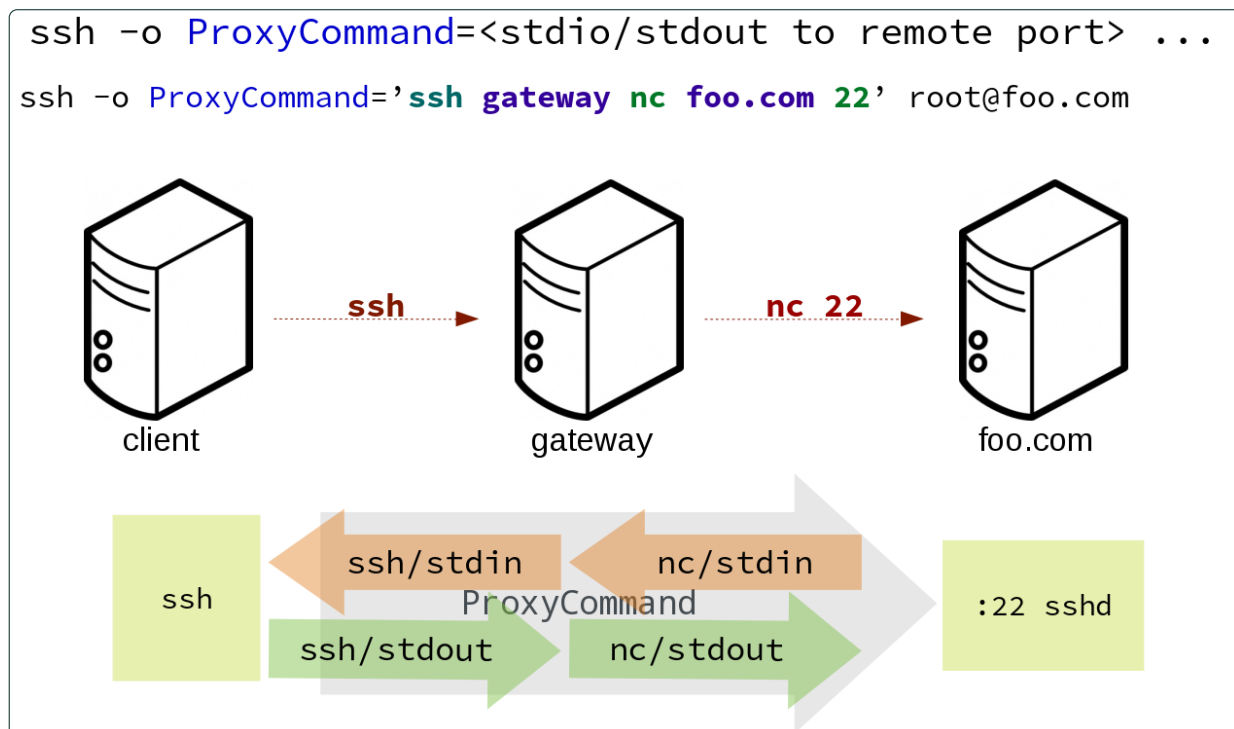 ssh -o ProxyCommand=<stdio/stdout to remote port> ...
ssh -o ProxyCommand=’ssh gateway nc foo.com 22’ root@foo.com
ssh
nc 22
client
gateway
foo.com
ssh/stdin
nc/stdin
ssh
ProxyCommand
:22 sshd
ssh/stdout
nc/stdout